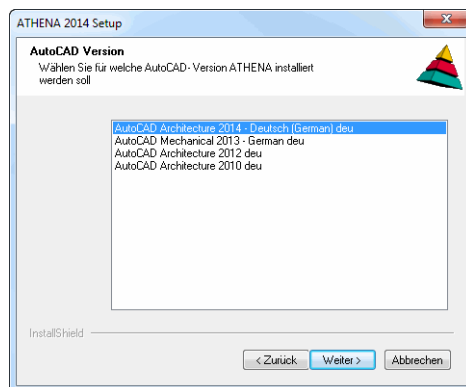 ATHENA 2014 Setup
AutoCAD Version
Wählen Sie für welche AutoCAD-Version ATHENA installiert
werden soll
AutoCAD Architecture 2014 - Deutsch (German) deu
AutoCAD Mechanical 2013 - German deu
AutoCAD Architecture 2012 deu
AutoCAD Architecture 2010 deu
InstallShield
< Zurück
Weiter >
Abbrechen